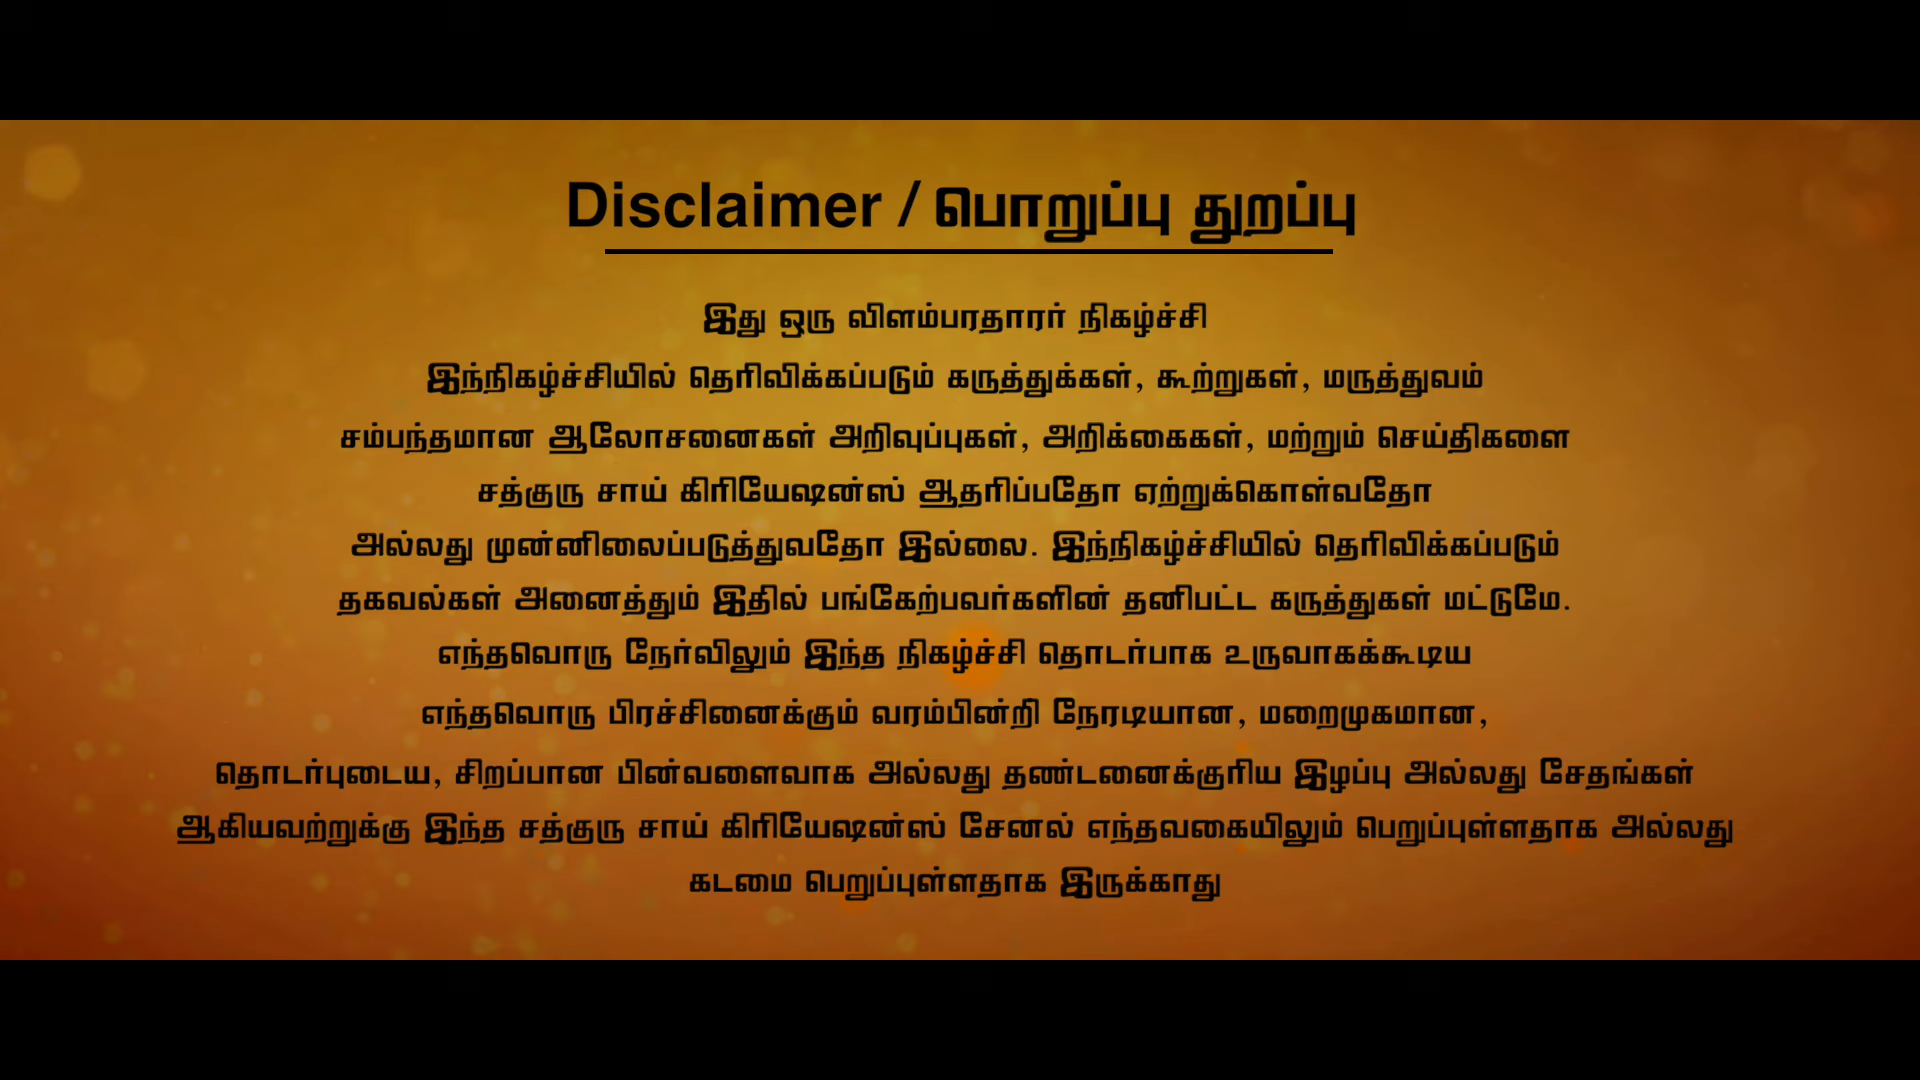 Disclaimer / பொறுப்பு துறப்பு
இது ஒரு விளம்பரதாரர் நிகழ்ச்சி
இந்நிகழ்ச்சியில் தெரிவிக்கப்படும் கருத்துக்கள், கூற்றுகள், மருத்துவம்
சம்பந்தமான ஆலோசனைகள் அறிவுப்புகள், அறிக்கைகள், மற்றும் செய்திகளை
சத்குரு சாய் கிரியேஷன்ஸ் ஆதரிப்பதோ ஏற்றுக்கொள்வதோ
அல்லது முன்னிலைப்படுத்துவதோ இல்லை. இந்நிகழ்ச்சியில் தெரிவிக்கப்படும்
தகவல்கள் அனைத்தும் இதில் பங்கேற்பவர்களின் தனிபட்ட கருத்துகள் மட்டுமே.
எந்தவொரு நேர்விலும் இந்த நிகழ்ச்சி தொடர்பாக உருவாகக்கூடிய
எந்தவொரு பிரச்சினைக்கும் வரம்பின்றி நேரடியான, மறைமுகமான,
தொடர்புடைய, சிறப்பான பின்வளைவாக அல்லது தண்டனைக்குரிய இழப்பு அல்லது சேதங்கள்
ஆகியவற்றுக்கு இந்த சத்குரு சாய் கிரியேஷன்ஸ் சேனல் எந்தவகையிலும் பெறுப்புள்ளதாக அல்லது
கடமை பெறுப்புள்ளதாக இருக்காது